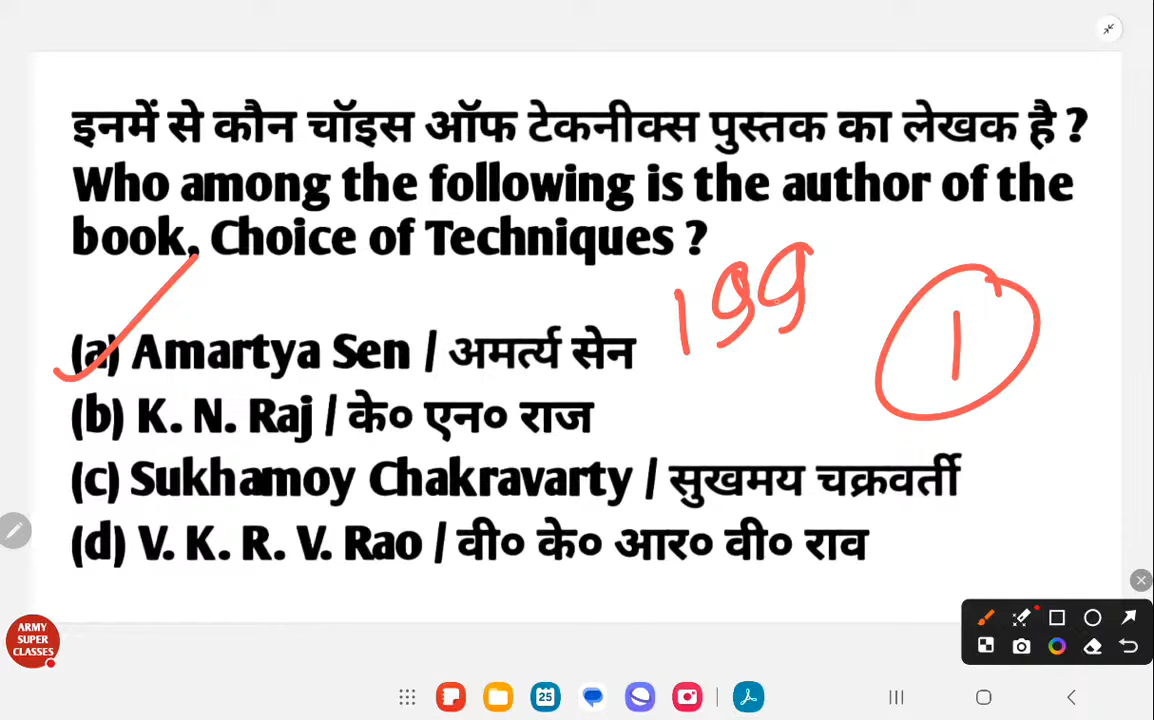 इनमें से कौन चॉइस ऑफ टेकनीक्स पुस्तक का लेखक है ?
Who among the following is the author of the
book, Choice of Techniques ?
199
1
(a) Amartya Sen / अमर्त्य सेन
(b) K. N. Raj / के० एन० राज
(c) Sukhamoy Chakravarty / सुखमय चक्रवर्ती
(d) V. K. R. V. Rao / वी० के० आर० वी० राव
ARMY
SUPER
CLASSES
25